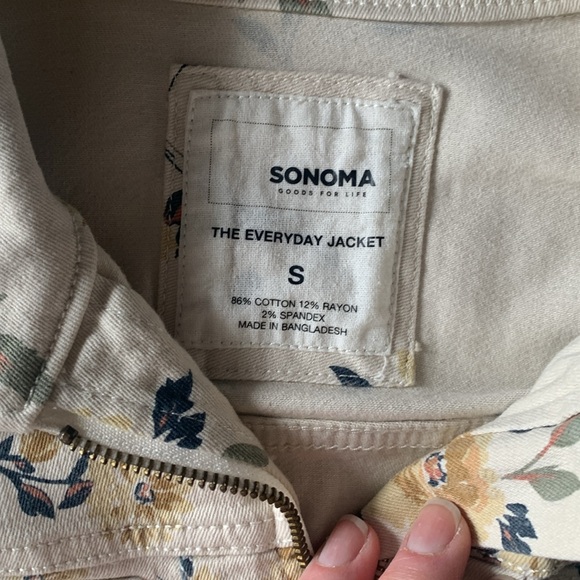 SONOMA
GOODS FOR LIFE
THE EVERYDAY JACKET
S
86% COTTON 12% RAYON
2% SPANDEX
MADE IN BANGLADESH